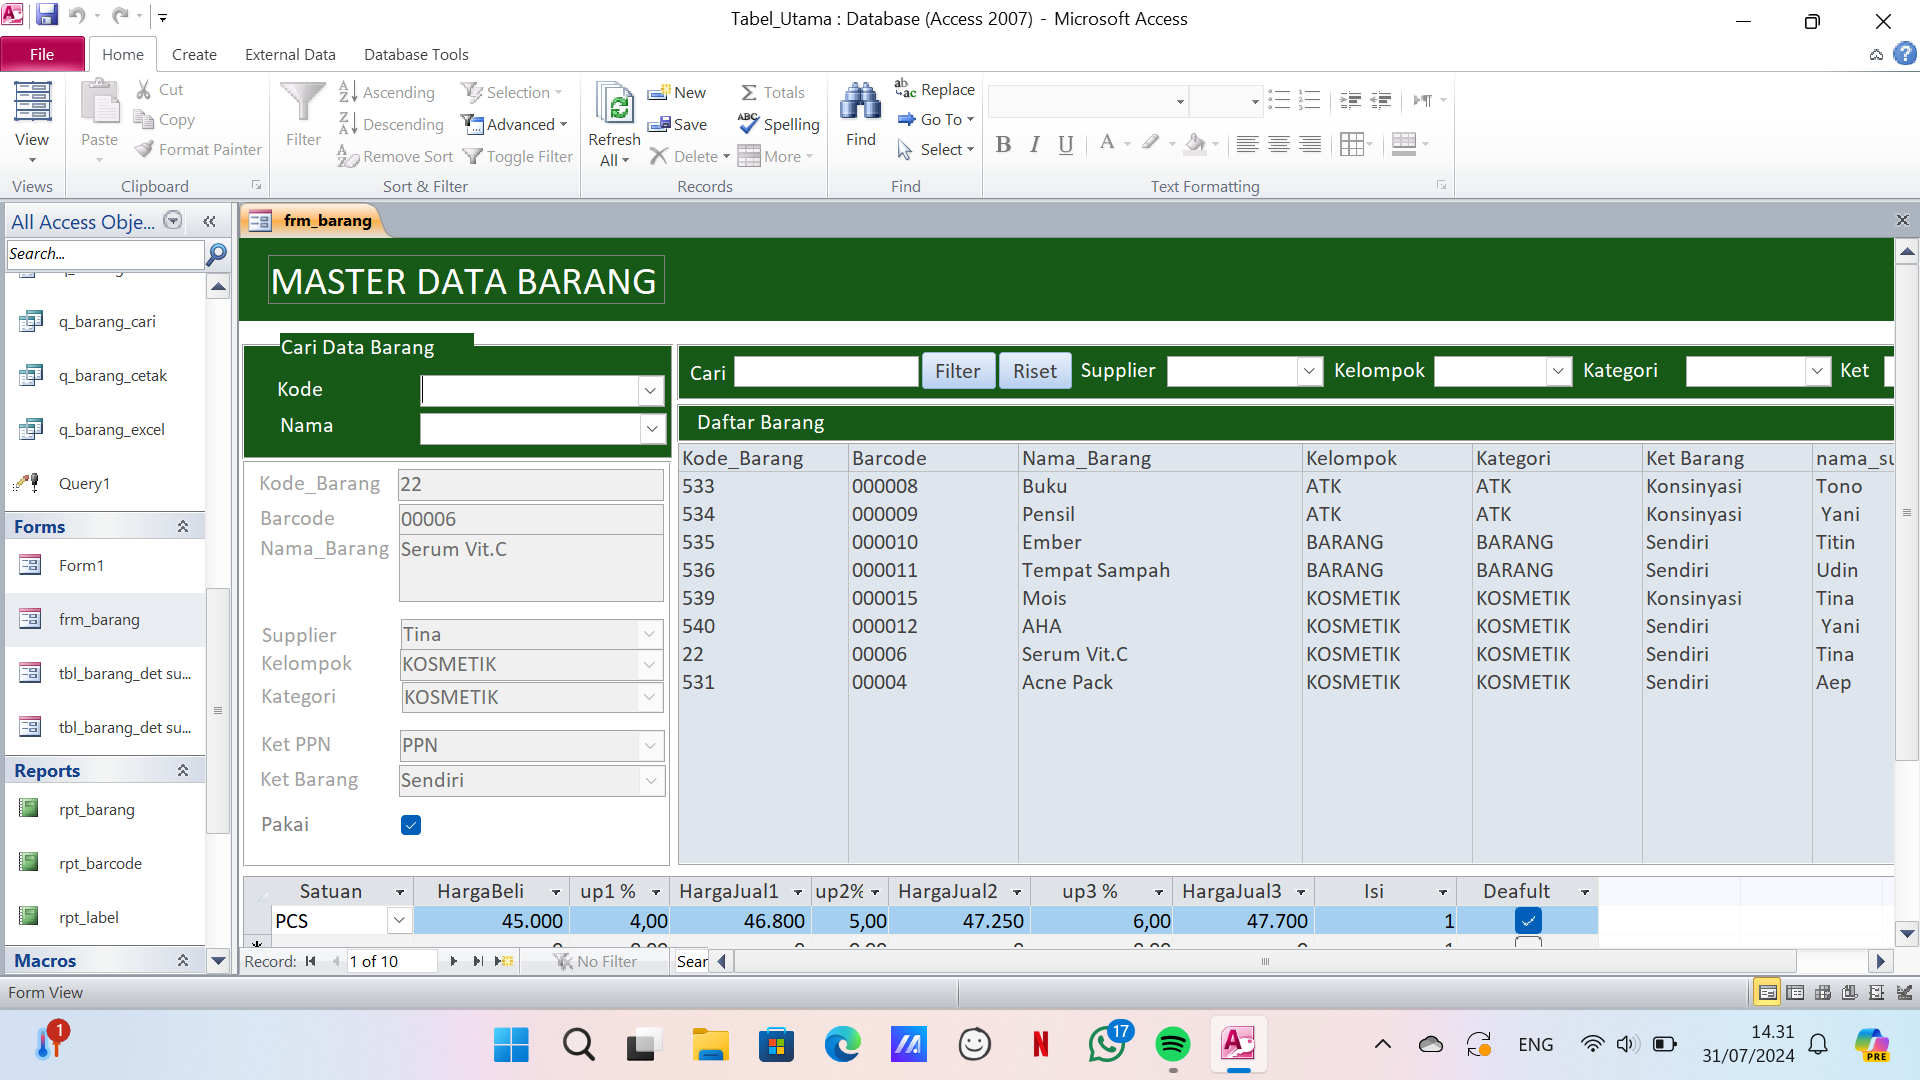 Tabel_Utama : Database (Access 2007) - Microsoft Access
File Home Create External Data Database Tools
View
Paste
Cut
Copy
Format Painter
Filter
Ascending
Descending
Remove Sort
Selection
Advanced
Toggle Filter
Refresh All
New
Save
Delete
Totals
Spelling
More
Find
Replace
Go To
Select
B I U A
Views Clipboard Sort & Filter Records Find Text Formatting
All Access Obje...
Search...
q_barang_cari
q_barang_cetak
q_barang_excel
Query1
Forms
Form1
frm_barang
tbl_barang_det su...
tbl_barang_det su...
Reports
rpt_barang
rpt_barcode
rpt_label
Macros
frm_barang
MASTER DATA BARANG
Cari Data Barang
Kode
Nama
Kode_Barang 22
Barcode 00006
Nama_Barang Serum Vit.C
Supplier Tina
Kelompok KOSMETIK
Kategori KOSMETIK
Ket PPN PPN
Ket Barang Sendiri
Pakai
Cari Filter Riset Supplier Kelompok Kategori Ket
Daftar Barang
Kode_Barang Barcode Nama_Barang Kelompok Kategori Ket Barang nama_su
533 000008 Buku ATK ATK Konsinyasi Tono
534 000009 Pensil ATK ATK Konsinyasi Yani
535 000010 Ember BARANG BARANG Sendiri Titin
536 000011 Tempat Sampah BARANG BARANG Sendiri Udin
539 000015 Mois KOSMETIK KOSMETIK Konsinyasi Tina
540 000012 AHA KOSMETIK KOSMETIK Sendiri Yani
22 00006 Serum Vit.C KOSMETIK KOSMETIK Sendiri Tina
531 00004 Acne Pack KOSMETIK KOSMETIK Sendiri Aep
Satuan HargaBeli up1 % HargaJual1 up2% HargaJual2 up3 % HargaJual3 Isi Deafult
PCS 45.000 4,00 46.800 5,00 47.250 6,00 47.700 1
Record: 1 of 10 No Filter Sear
Form View
1
17
ENG
14.31
31/07/2024
PRE